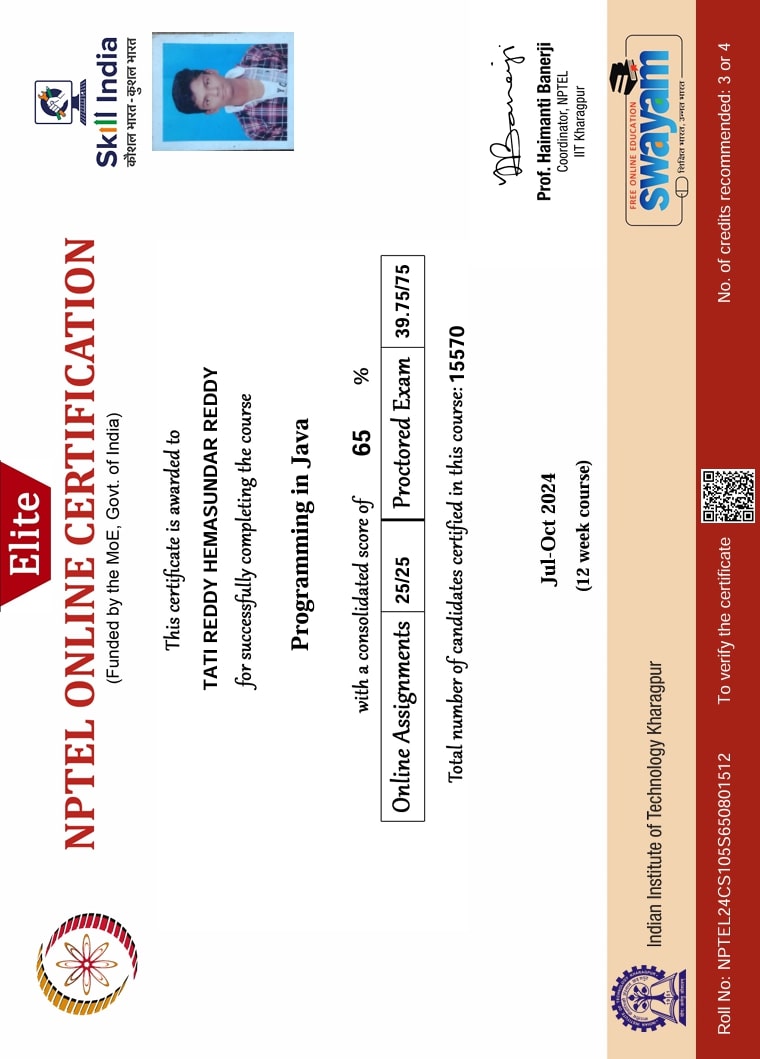 Elite
NPTEL ONLINE CERTIFICATION
(Funded by the MoE, Govt. of India)
Skill India
कौशल भारत - कुशल भारत
This certificate is awarded to
TATI REDDY HEMASUNDAR REDDY
for successfully completing the course
Programming in Java
with a consolidated score of 65 %
Online Assignments 25/25 Proctored Exam 39.75/75
Total number of candidates certified in this course: 15570
Banerji
Prof. Haimanti Banerji
Coordinator, NPTEL
IIT Kharagpur
Jul-Oct 2024
(12 week course)
Indian Institute of Technology Kharagpur
FREE ONLINE EDUCATION
swayam
शिक्षित भारत, उन्नत भारत
Roll No: NPTEL24CS105S650801512 To verify the certificate No. of credits recommended: 3 or 4